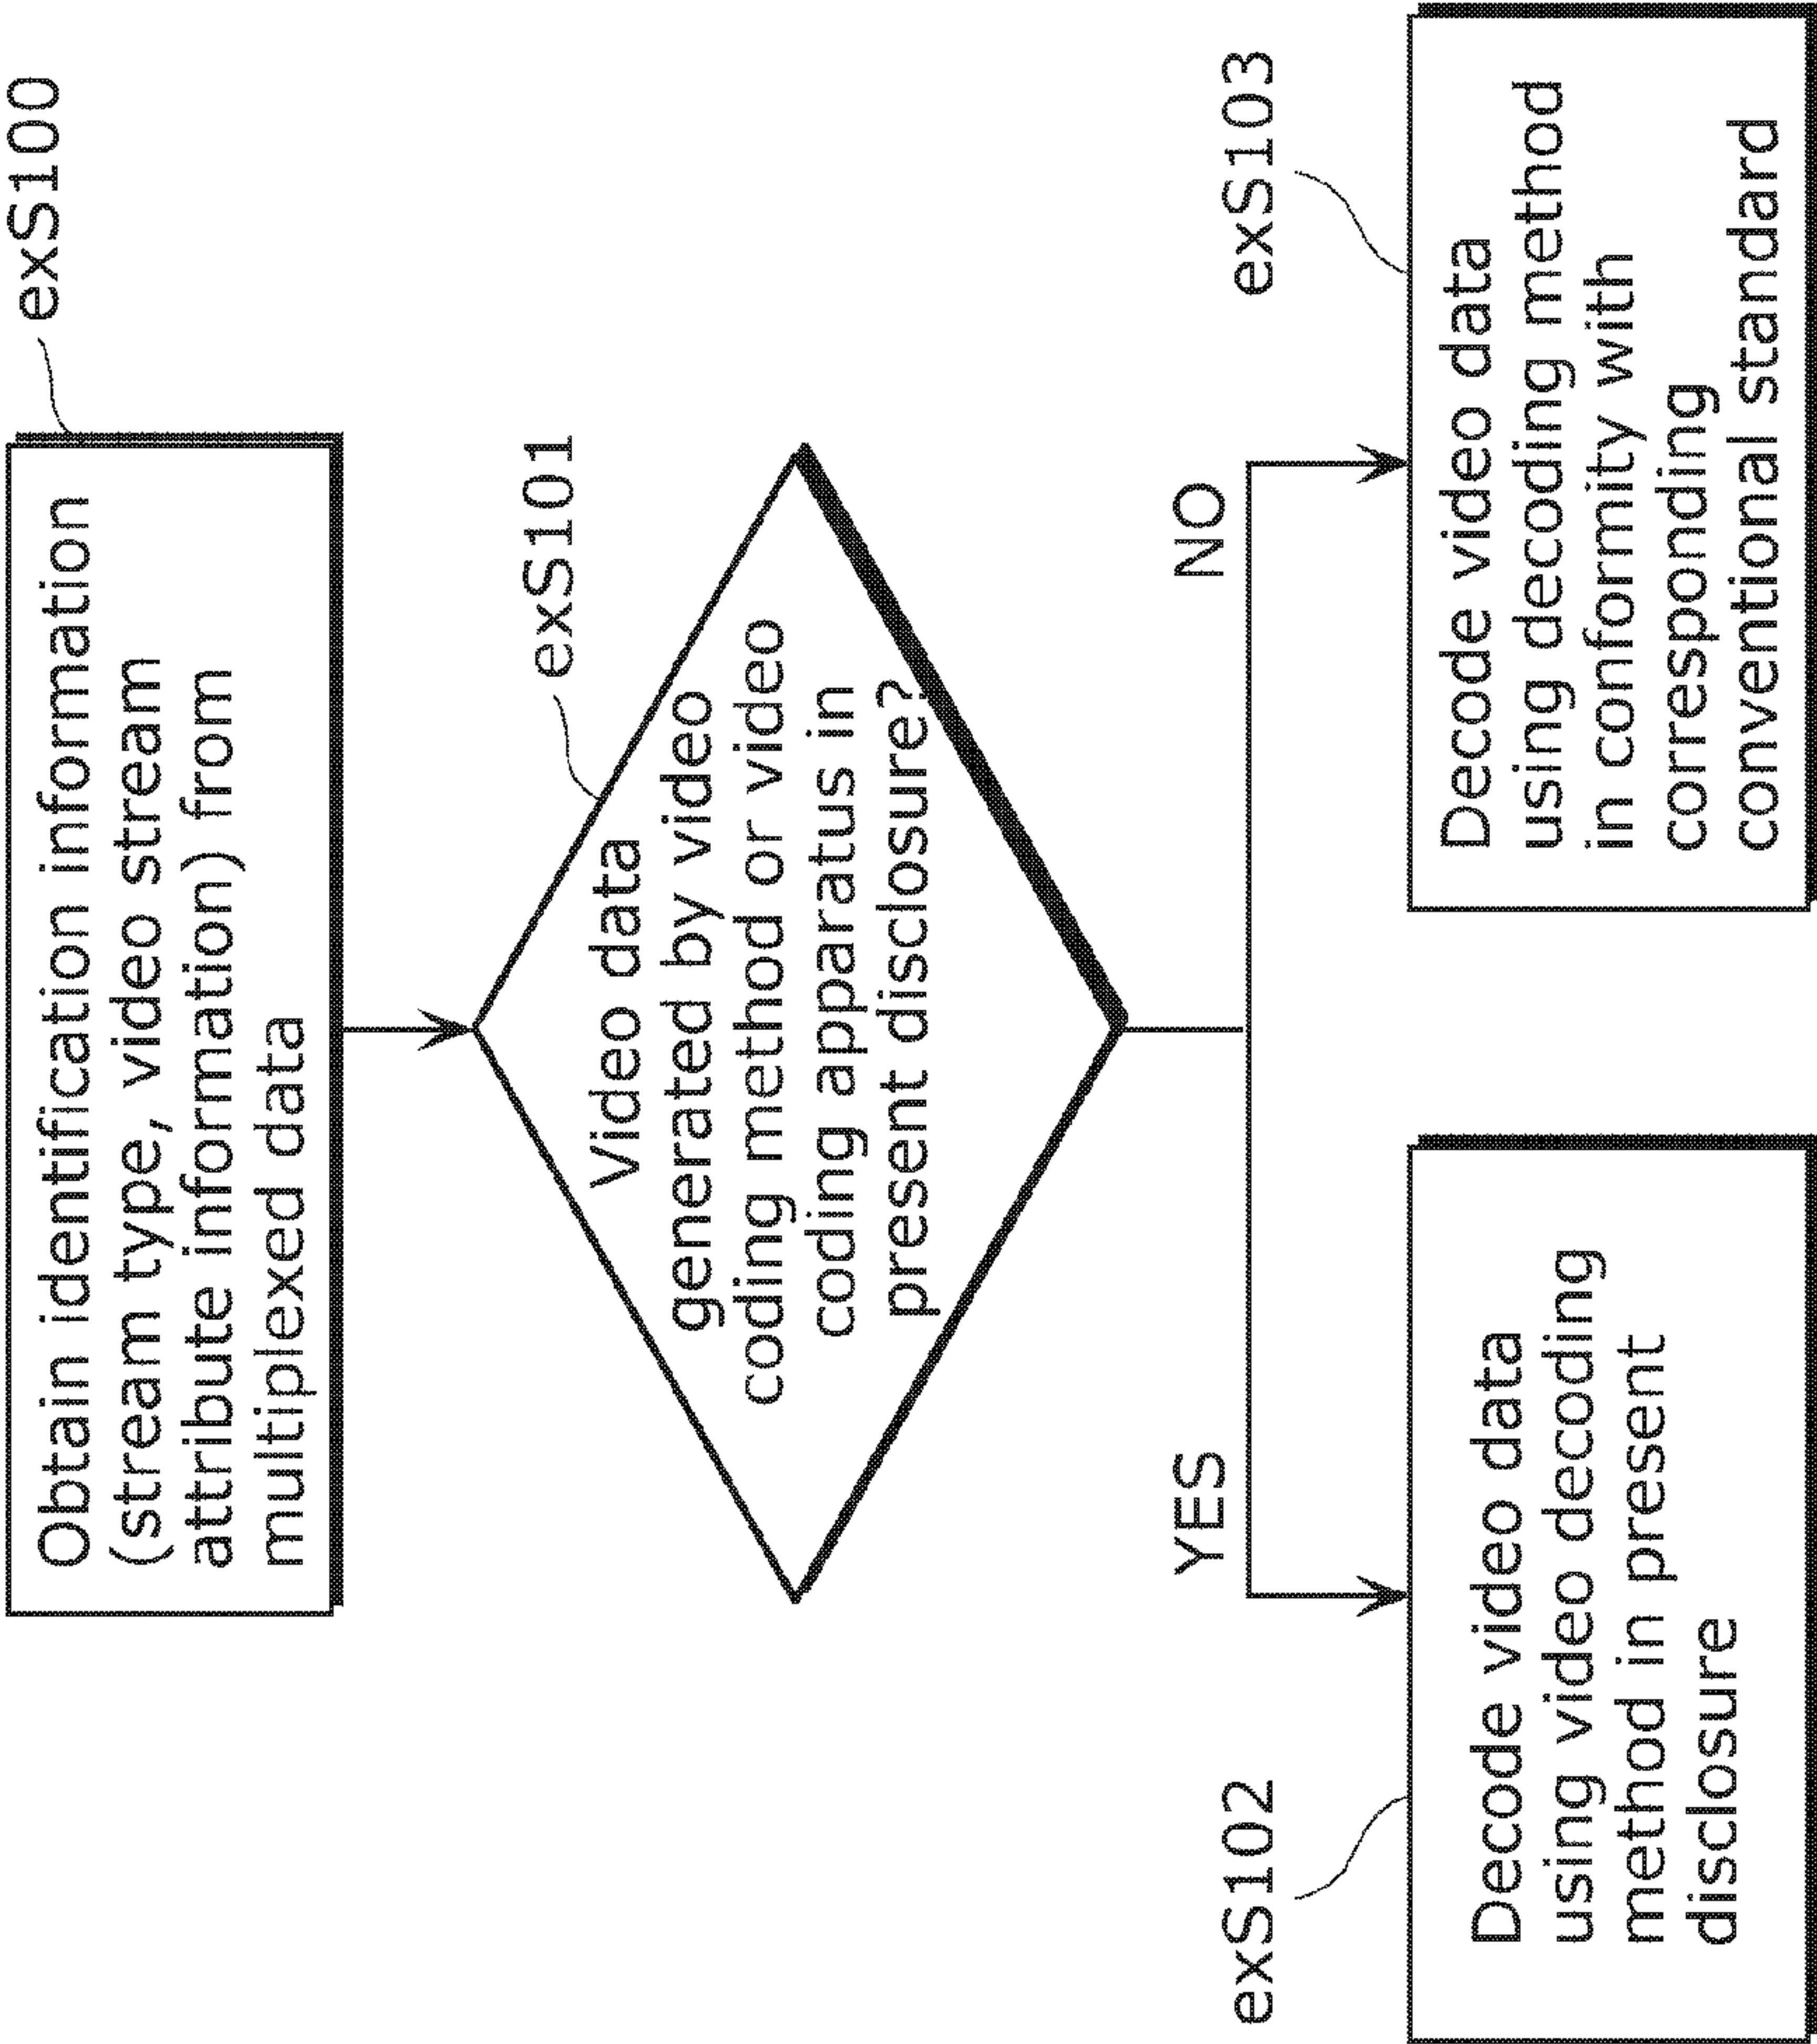 exS100
Obtain identification information
(stream type, video stream
attribute information) from
multiplexed data
exS101
Video data
generated by video
coding method or video
coding apparatus in
present disclosure?
YES
NO
exS102
Decode video data
using video decoding
method in present
disclosure
exS103
Decode video data
using decoding method
in conformity with
corresponding
conventional standard